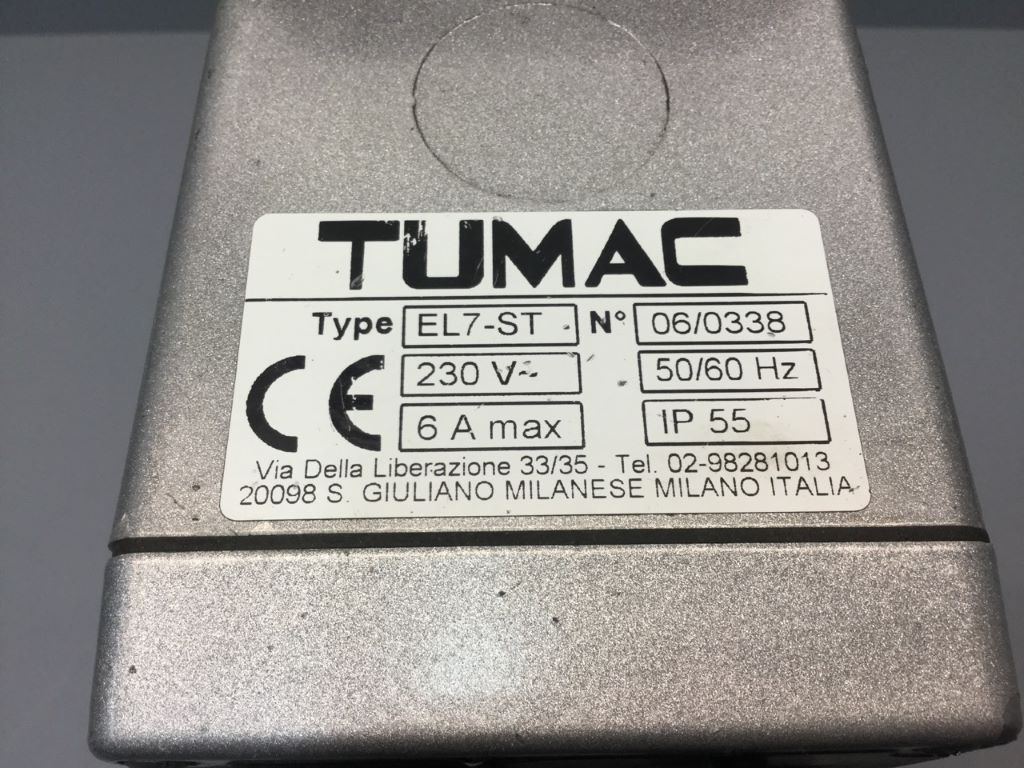 TUMAC
Type EL7-ST N° 06/0338
CE 230 V~ 50/60 Hz
6 A max IP 55
Via Della Liberazione 33/35 - Tel. 02-98281013
20098 S. GIULIANO MILANESE MILANO ITALIA